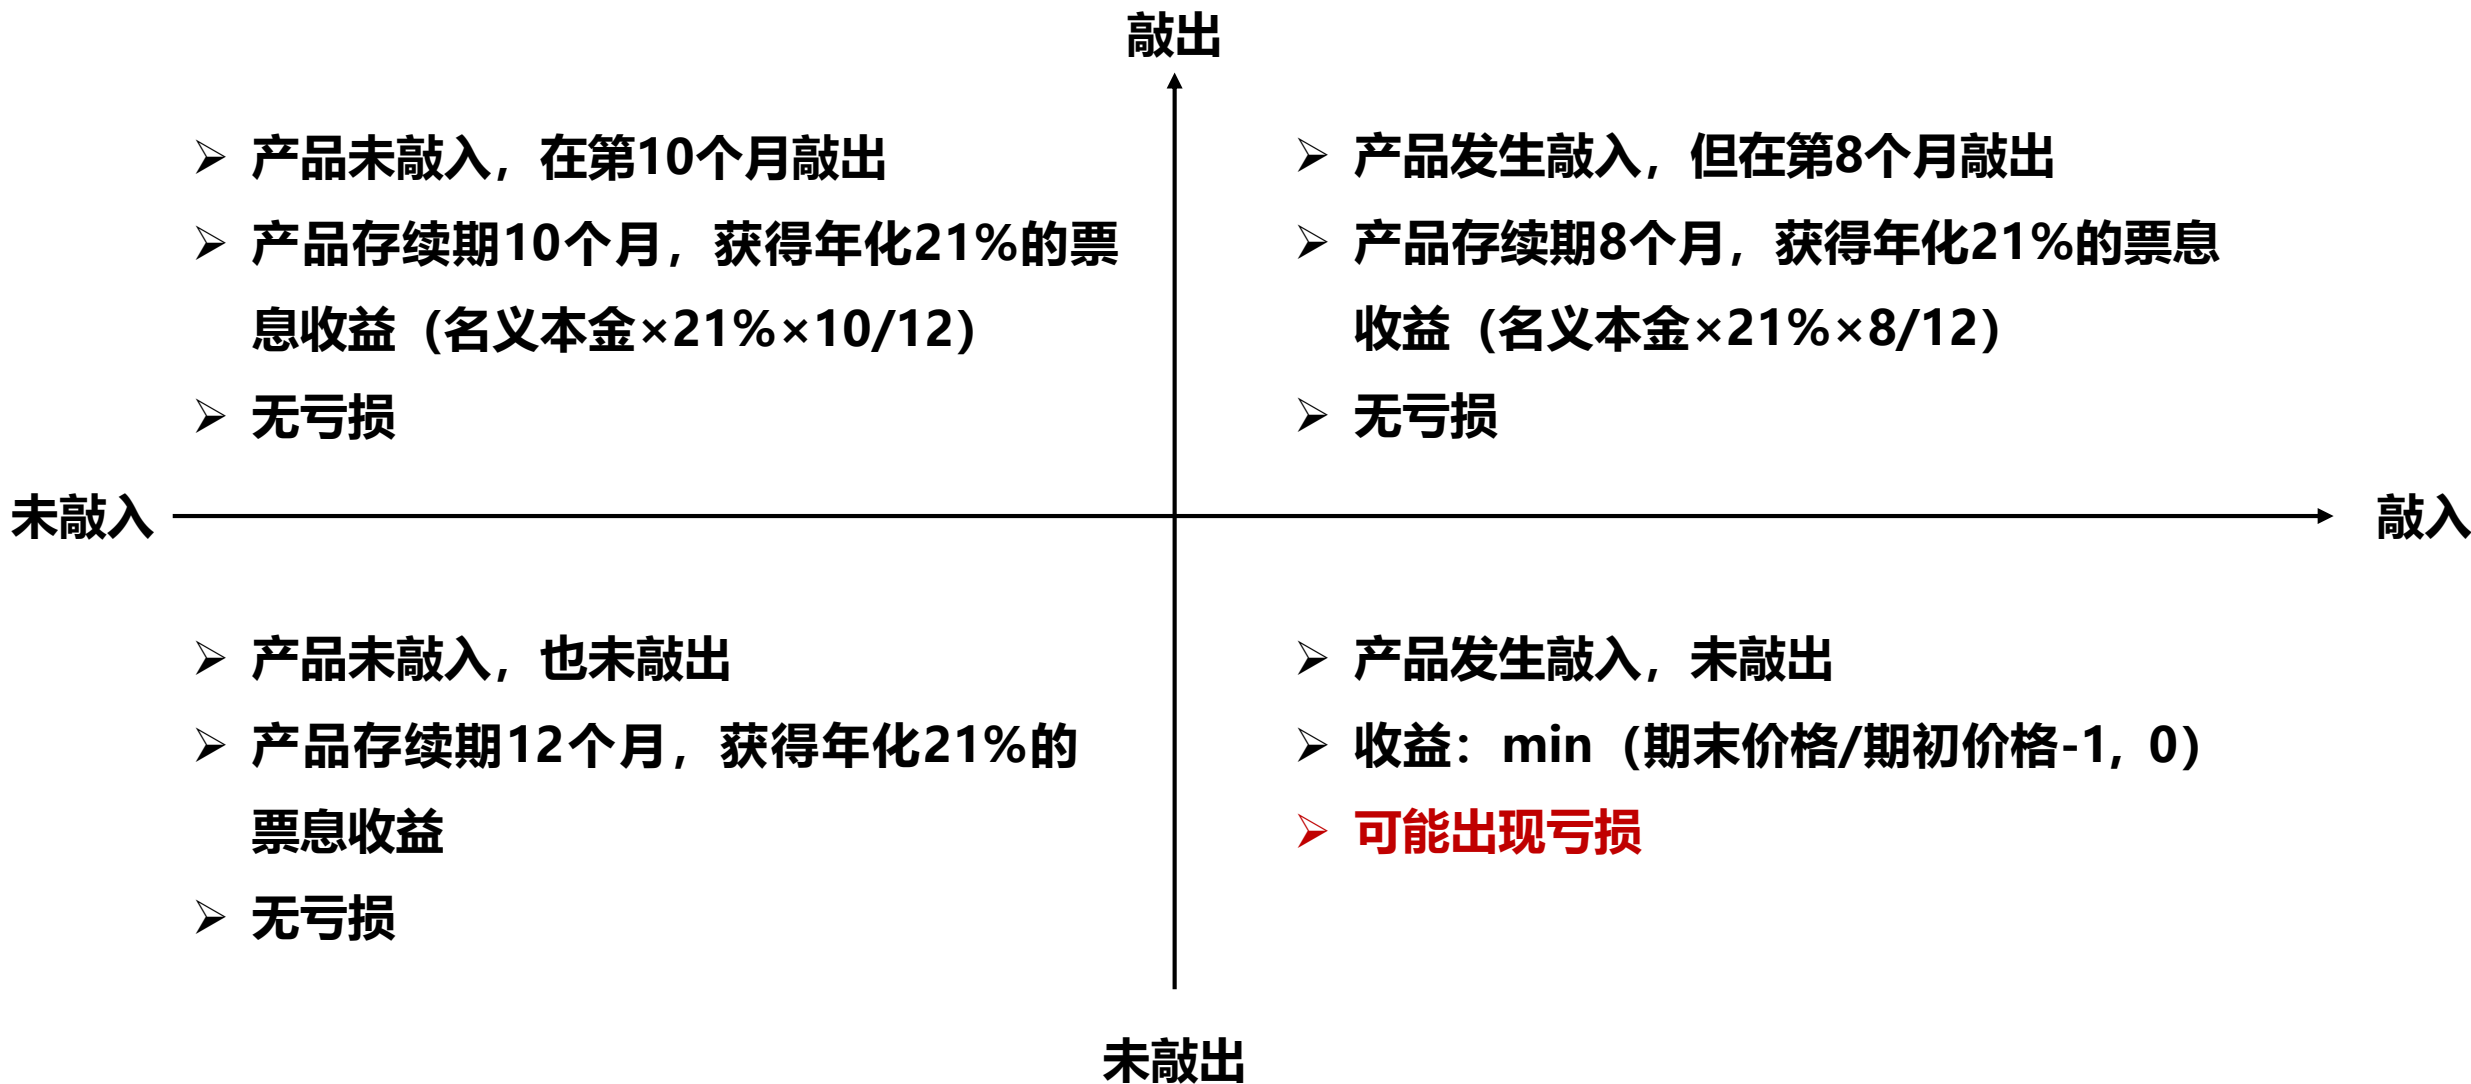 敲出
➢ 产品未敲入，在第10个月敲出
➢ 产品存续期10个月，获得年化21%的票
息收益（名义本金×21%×10/12）
➢ 无亏损
➢ 产品发生敲入，但在第8个月敲出
➢ 产品存续期8个月，获得年化21%的票息
收益（名义本金×21%×8/12）
➢ 无亏损
未敲入
敲入
➢ 产品未敲入，也未敲出
➢ 产品存续期12个月，获得年化21%的
票息收益
➢ 无亏损
➢ 产品发生敲入，未敲出
➢ 收益：min（期末价格/期初价格-1，0）
➢ 可能出现亏损
未敲出